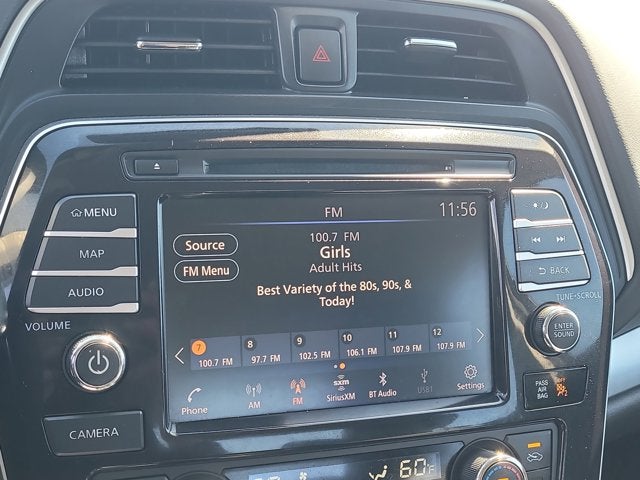 FM
11:56
MENU
Source
100.7 FM
Girls
Adult Hits
MAP
FM Menu
BACK
Best Variety of the 80s, 90s, &
Today!
AUDIO
VOLUME
TUNE•SCROLL
ENTER
SOUND
7 8 9 10 11 12
100.7 FM 97.7 FM 102.5 FM 106.1 FM 107.9 FM 107.9 FM
Phone AM FM SiriusXM BT Audio USB1 Settings
sxm
PASS
AIR
BAG
OFF
CAMERA
60°F